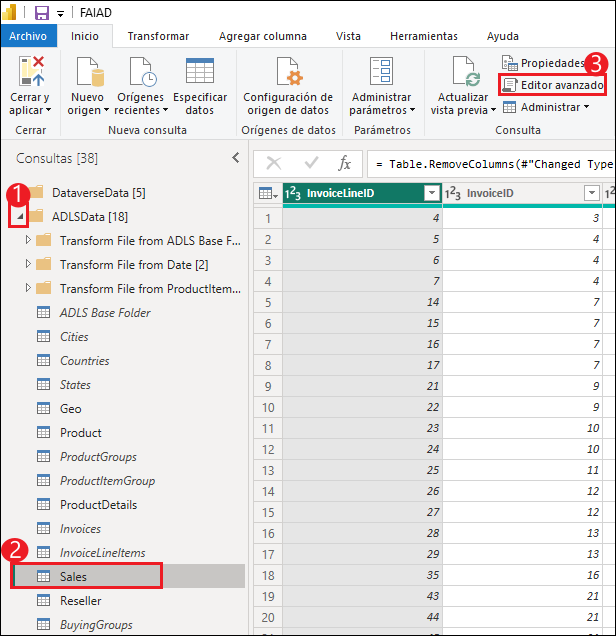 FAIAD
Archivo Inicio Transformar Agregar columna Vista Herramientas Ayuda
Cerrar y aplicar
Cerrar
Nuevo origen
Orígenes recientes
Especificar datos
Nueva consulta
Configuración de origen de datos
Orígenes de datos
Administrar parámetros
Parámetros
Actualizar vista previa
Propiedades
3
Editor avanzado
Administrar
Consulta
Consultas [38]
fx = Table.RemoveColumns(#"Changed Type
1
DataverseData [5]
ADLSData [18]
Transform File from ADLS Base F...
Transform File from Date [2]
Transform File from ProductItem...
ADLS Base Folder
Cities
Countries
States
Geo
Product
ProductGroups
ProductItemGroup
ProductDetails
Invoices
InvoiceLineItems
2
Sales
Reseller
BuyingGroups
1²3 InvoiceLineID 1²3 InvoiceID
1 4 3
2 5 4
3 6 4
4 7 4
5 14 7
6 15 7
7 16 7
8 17 7
9 21 9
10 22 9
11 23 10
12 24 10
13 25 11
14 26 12
15 27 12
16 28 13
17 29 13
18 35 16
19 43 21
20 44 21